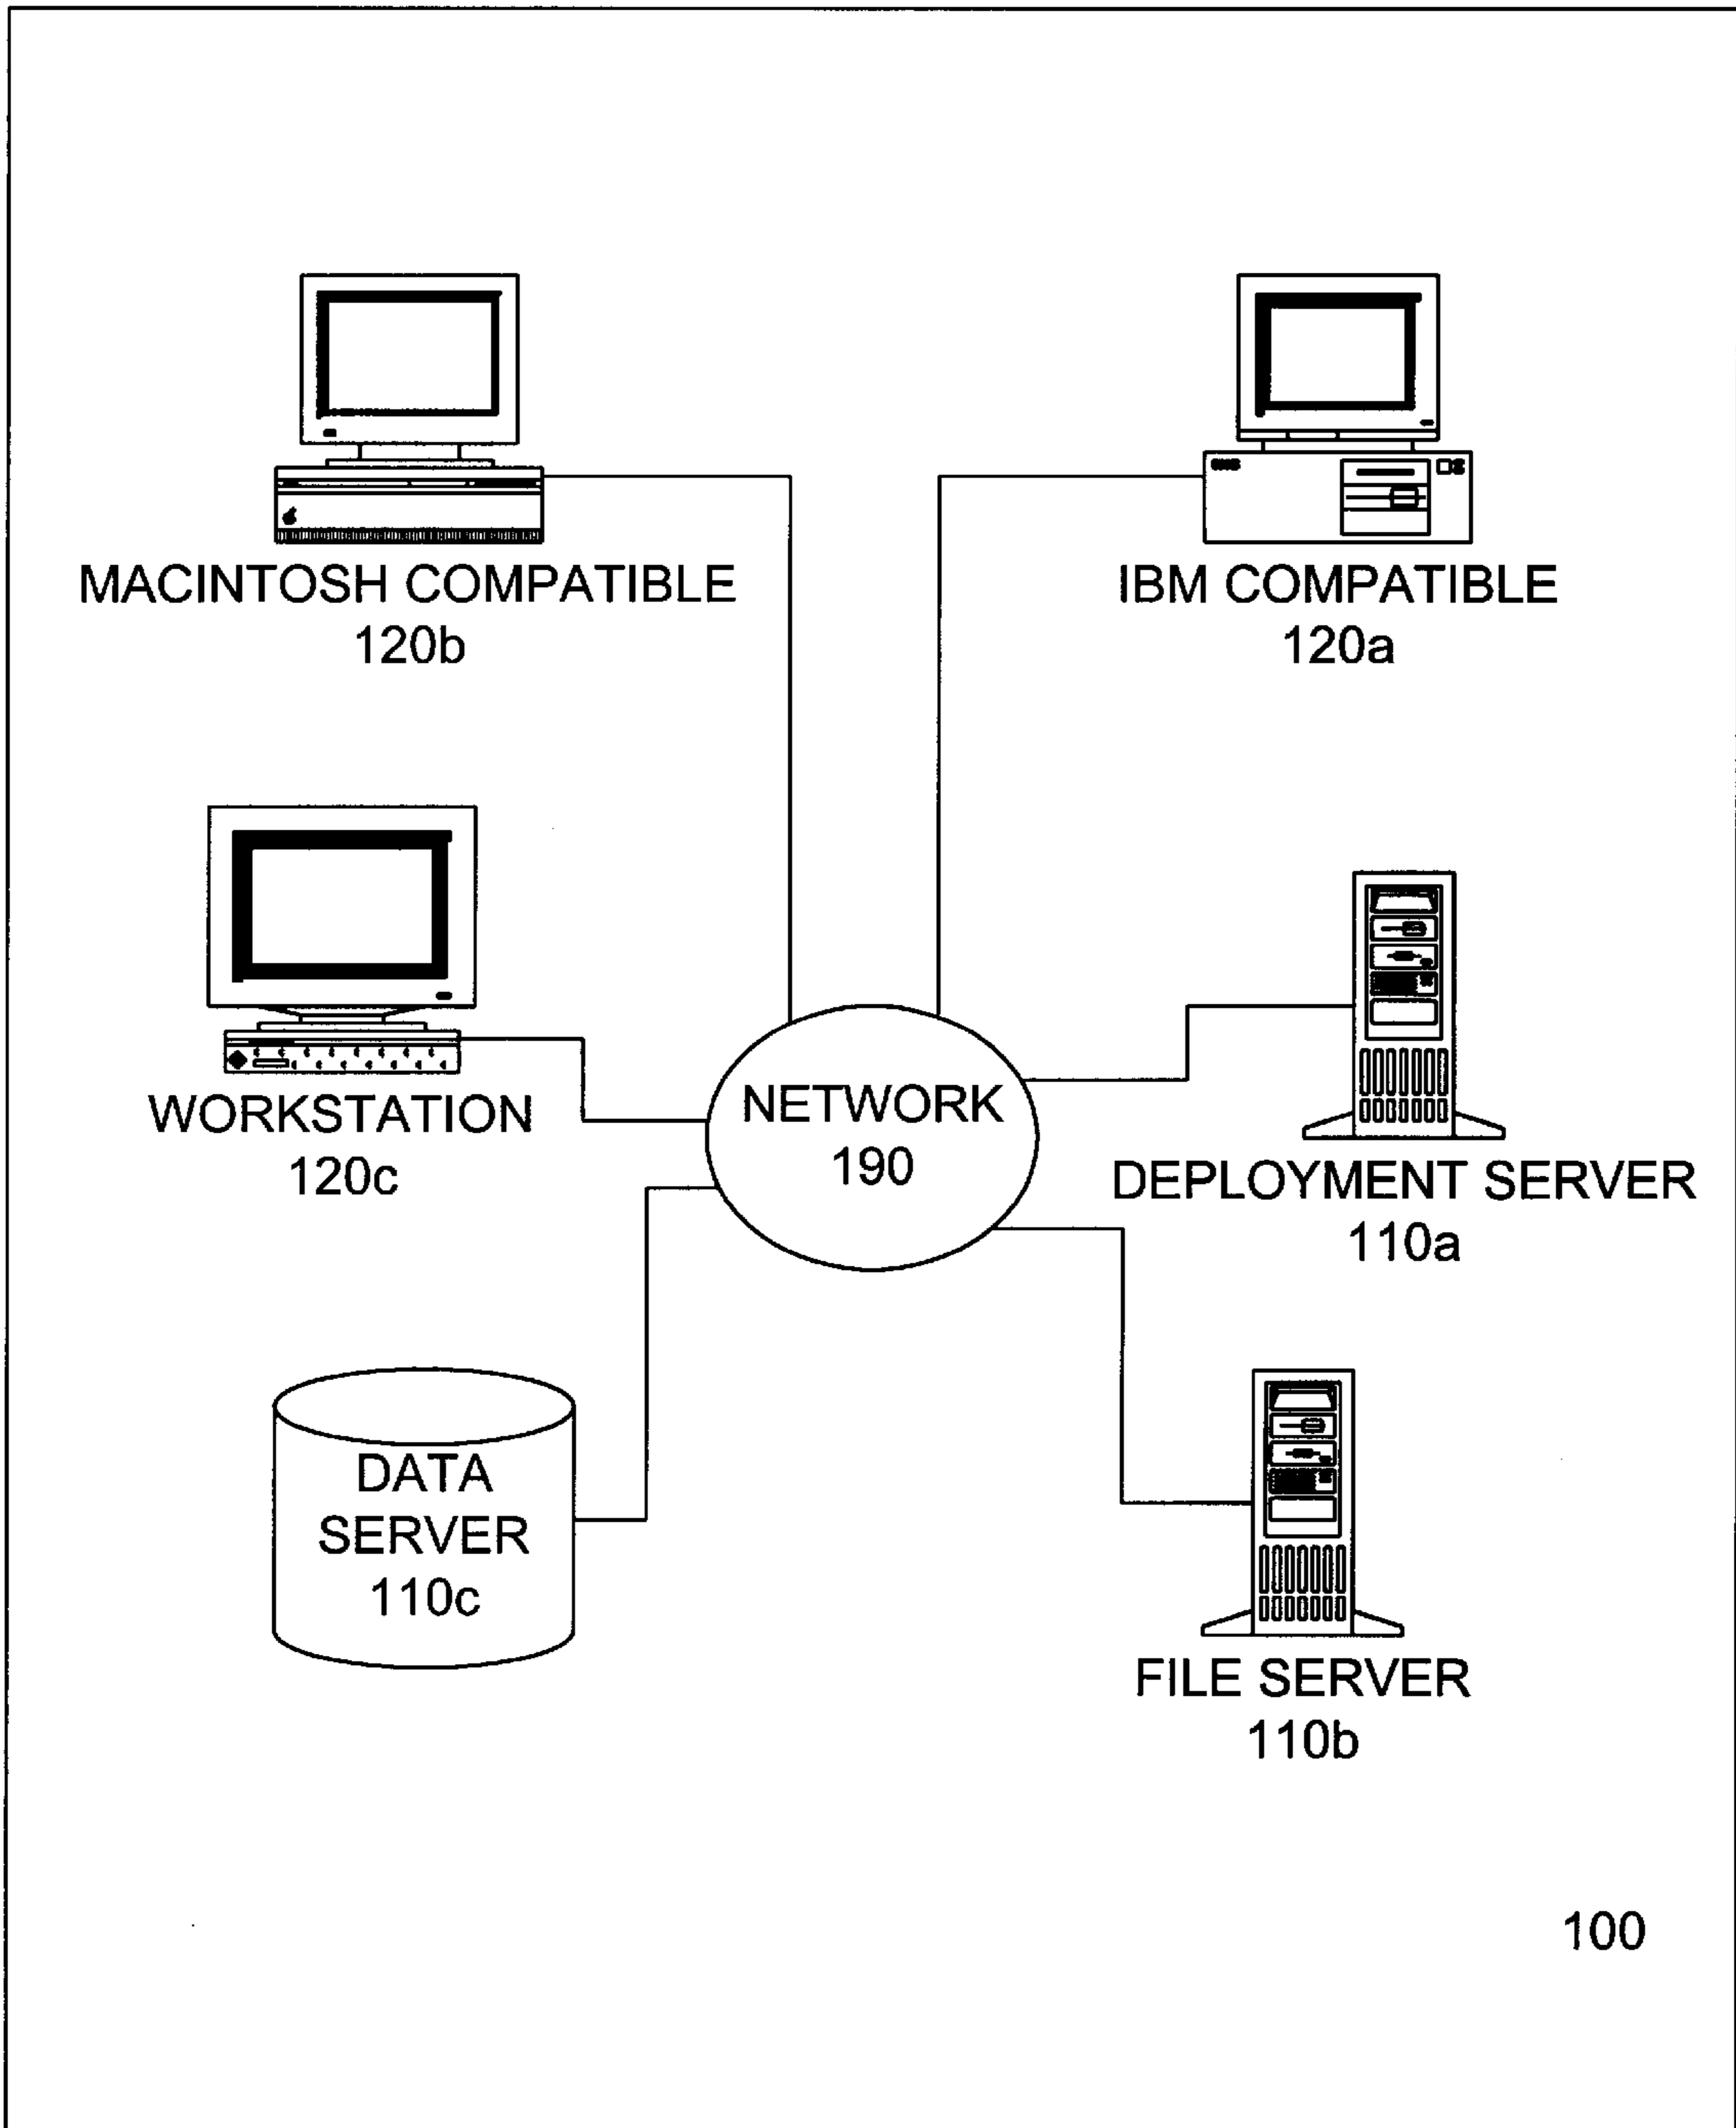 MACINTOSH COMPATIBLE
120b
IBM COMPATIBLE
120a
WORKSTATION
120c
NETWORK
190
DEPLOYMENT SERVER
110a
DATA
SERVER
110c
FILE SERVER
110b
100